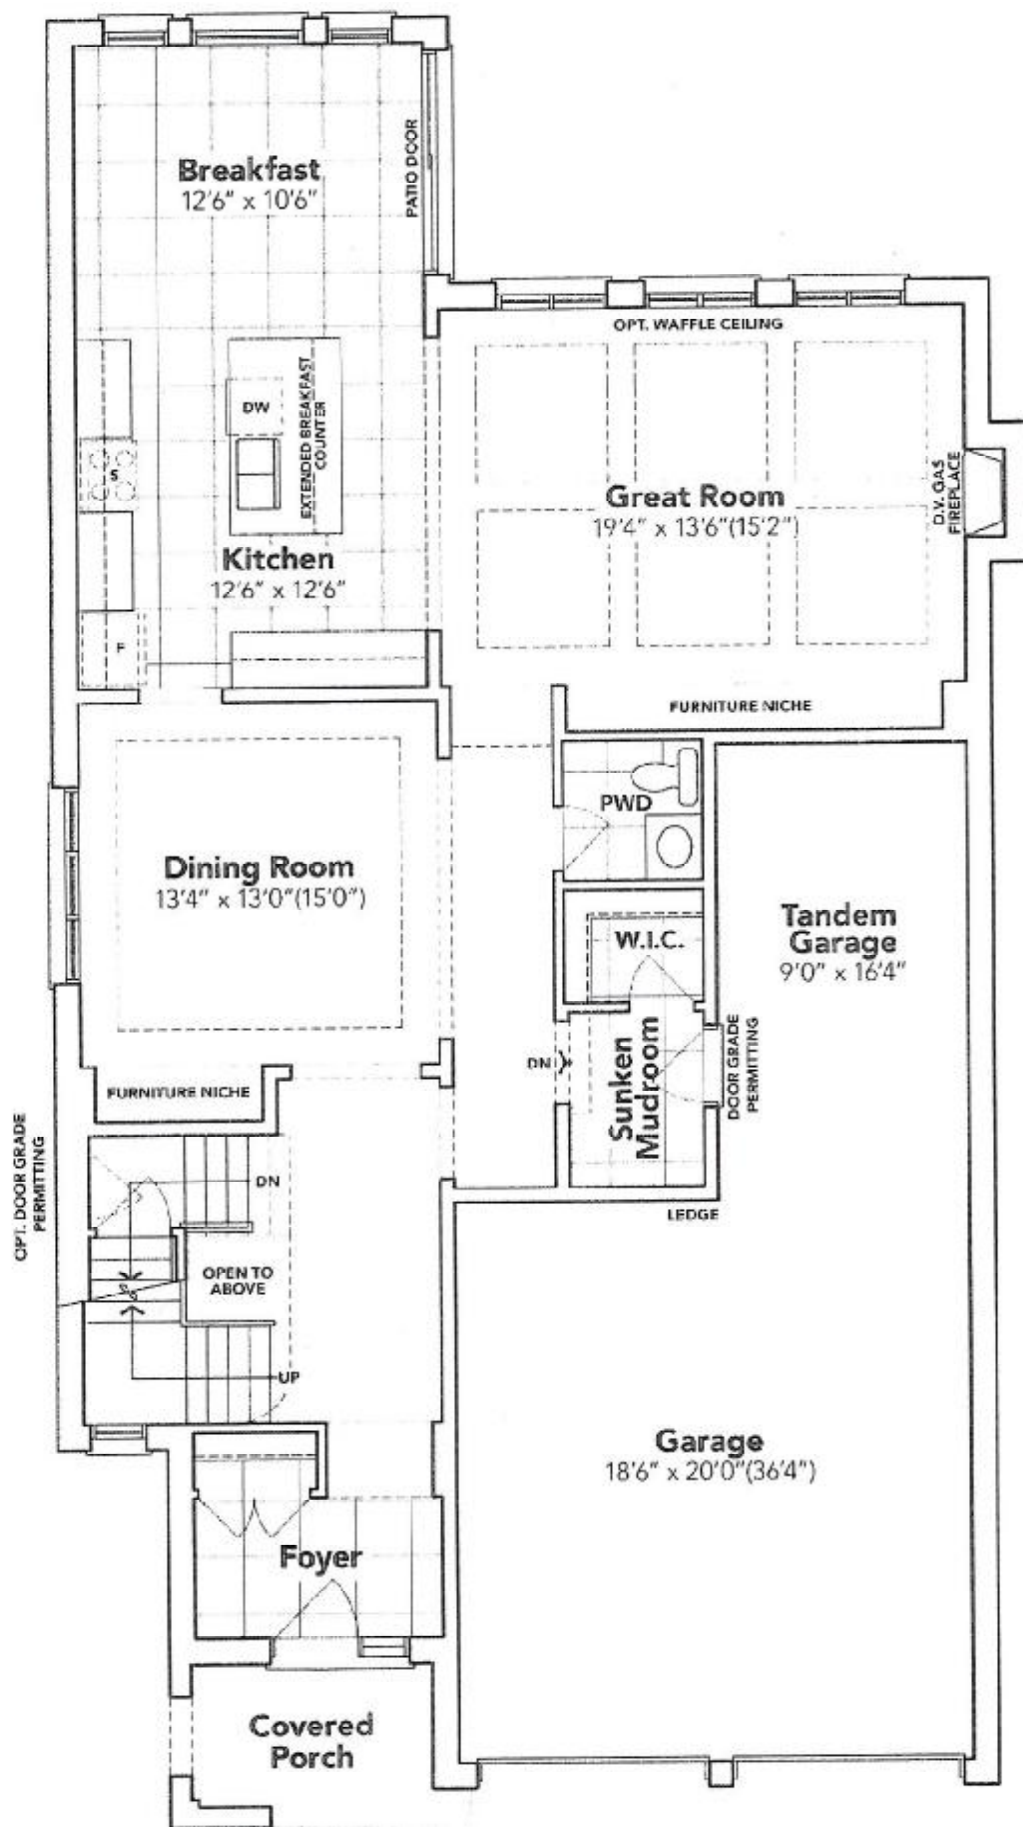 Breakfast
12'6" x 10'6"
PATIO DOOR
OPT. WAFFLE CEILING
DW
EXTENDED BREAKFAST
COUNTER
S
Great Room
19'4" x 13'6"(15'2")
D.V. GAS
FIREPLACE
Kitchen
12'6" x 12'6"
F
FURNITURE NICHE
PWD
Dining Room
13'4" x 13'0"(15'0")
W.I.C.
Tandem
Garage
9'0" x 16'4"
DN
Sunken
Mudroom
DOOR GRADE
PERMITTING
FURNITURE NICHE
OPT. DOOR GRADE
PERMITTING
DN
LEDGE
OPEN TO
ABOVE
UP
Garage
18'6" x 20'0"(36'4")
Foyer
Covered
Porch